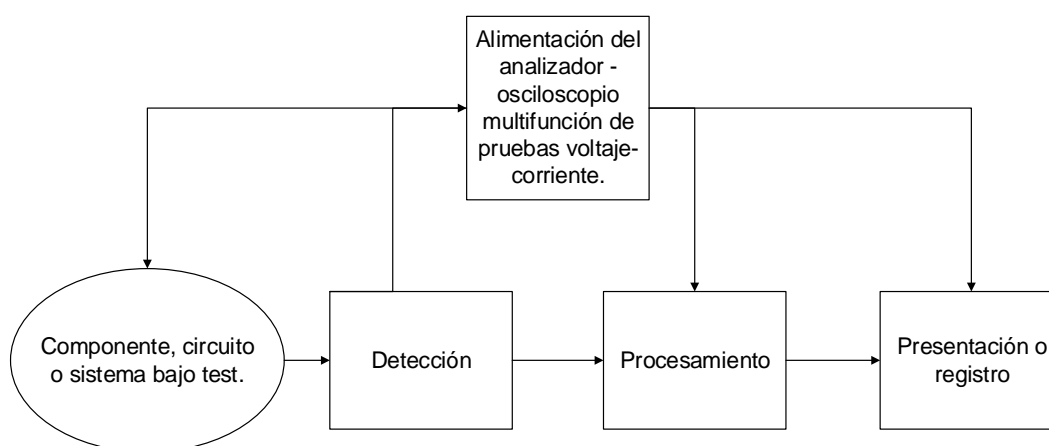 Alimentación del
analizador -
osciloscopio
multifunción de
pruebas voltaje-
corriente.
Componente, circuito
o sistema bajo test.
Detección
Procesamiento
Presentación o
registro